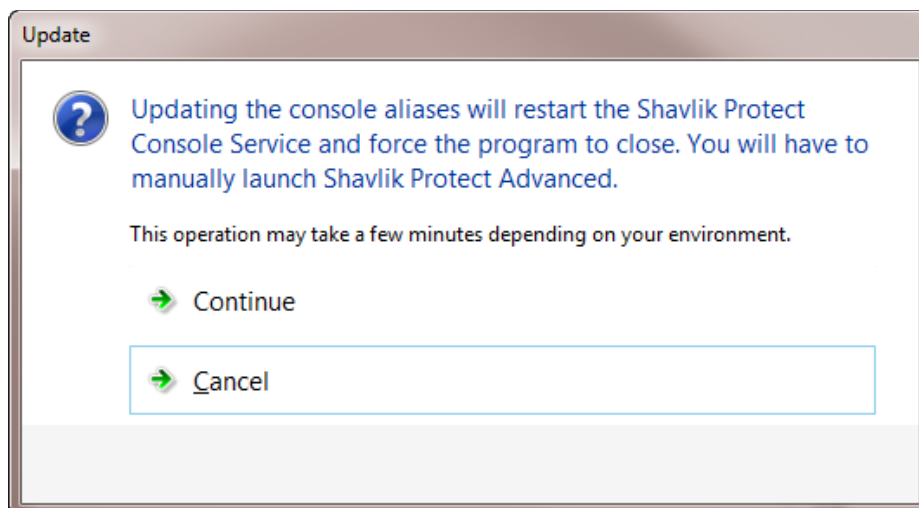 Update
Updating the console aliases will restart the Shavlik Protect
Console Service and force the program to close. You will have to
manually launch Shavlik Protect Advanced.
This operation may take a few minutes depending on your environment.
Continue
Cancel